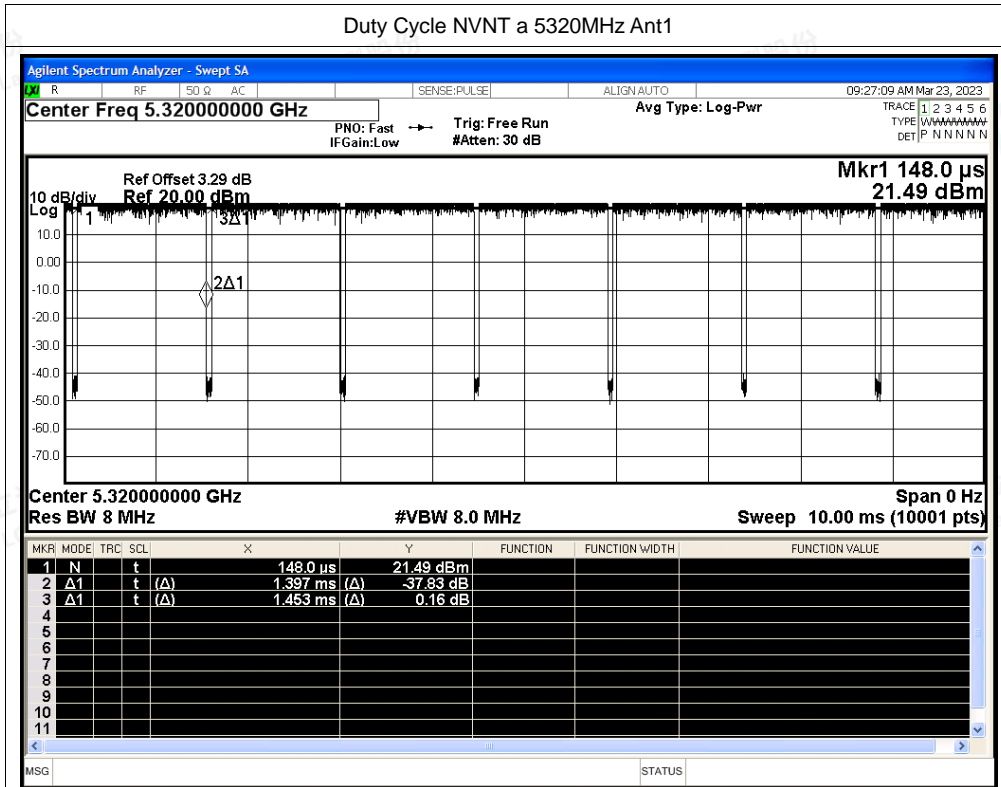 Duty Cycle NVNT a 5320MHz Ant1
Agilent Spectrum Analyzer - Swept SA
LXI R RF 50 Ω AC SENSE:PULSE ALIGN AUTO 09:27:09 AM Mar 23, 2023
Center Freq 5.320000000 GHz Avg Type: Log-Pwr TRACE 1 2 3 4 5 6
PNO: Fast Trig: Free Run TYPE WWWWWW
IFGain:Low #Atten: 30 dB DET P N N N N N
Mkr1 148.0 µs
Ref Offset 3.29 dB
10 dB/div Ref 20.00 dBm 21.49 dBm
Log
1 3Δ1
10.0
0.00
-10.0 2Δ1
-20.0
-30.0
-40.0
-50.0
-60.0
-70.0
Center 5.320000000 GHz Span 0 Hz
Res BW 8 MHz #VBW 8.0 MHz Sweep 10.00 ms (10001 pts)
MKR MODE TRC SCL X Y FUNCTION FUNCTION WIDTH FUNCTION VALUE
1 N t 148.0 µs 21.49 dBm
2 Δ1 t (Δ) 1.397 ms (Δ) -37.83 dB
3 Δ1 t (Δ) 1.453 ms (Δ) 0.16 dB
4
5
6
7
8
9
10
11
MSG STATUS